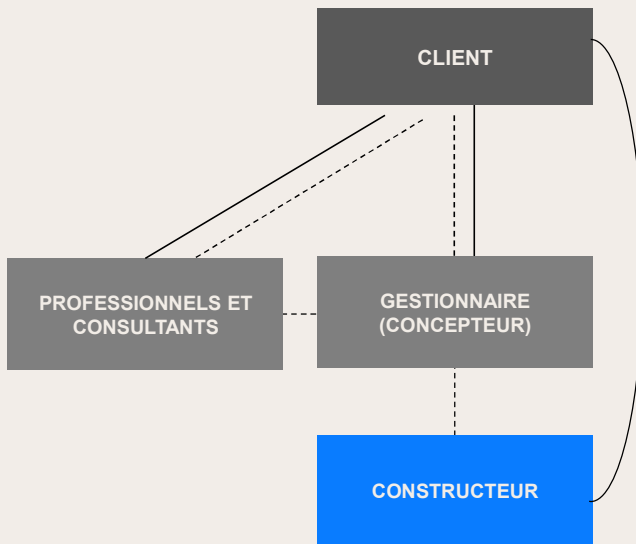 CLIENT
PROFESSIONNELS ET
CONSULTANTS
GESTIONNAIRE
(CONCEPTEUR)
CONSTRUCTEUR